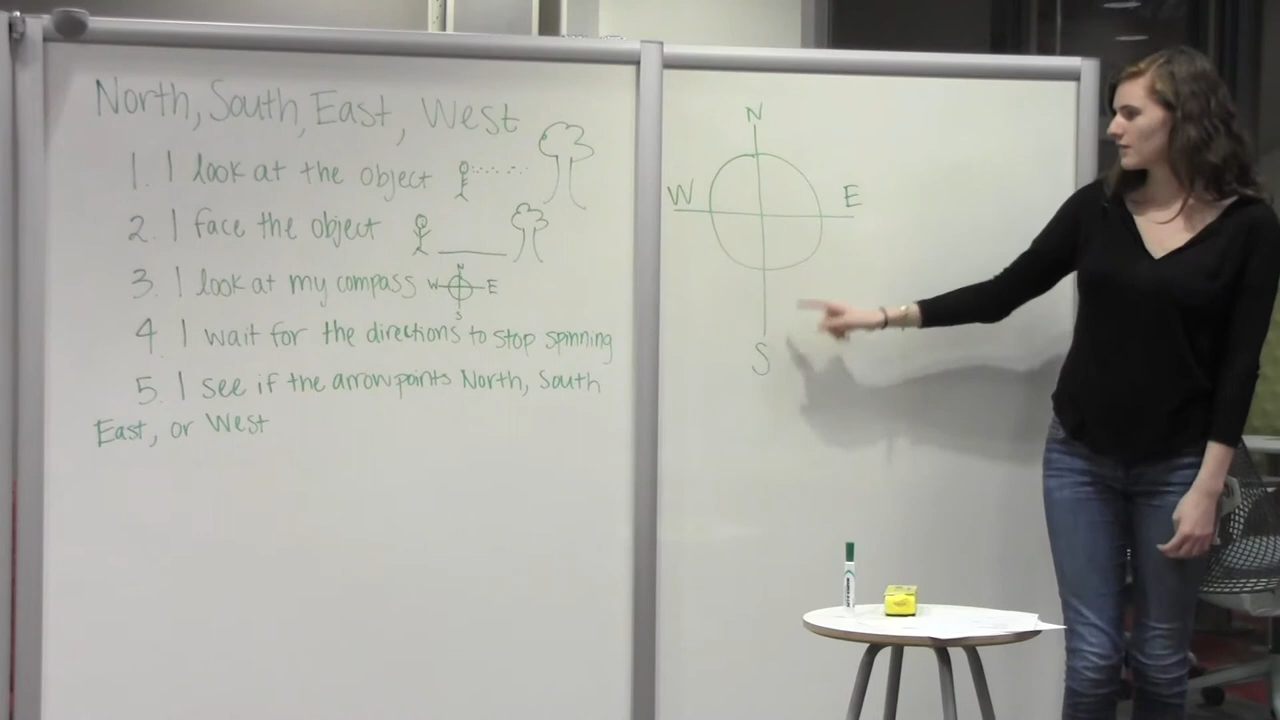 North, South, East, West
1. I look at the object
2. I face the object
3. I look at my compass
N
W E
S
4. I wait for the directions to stop spinning
5. I see if the arrow points North, South
East, or West
N
W E
S